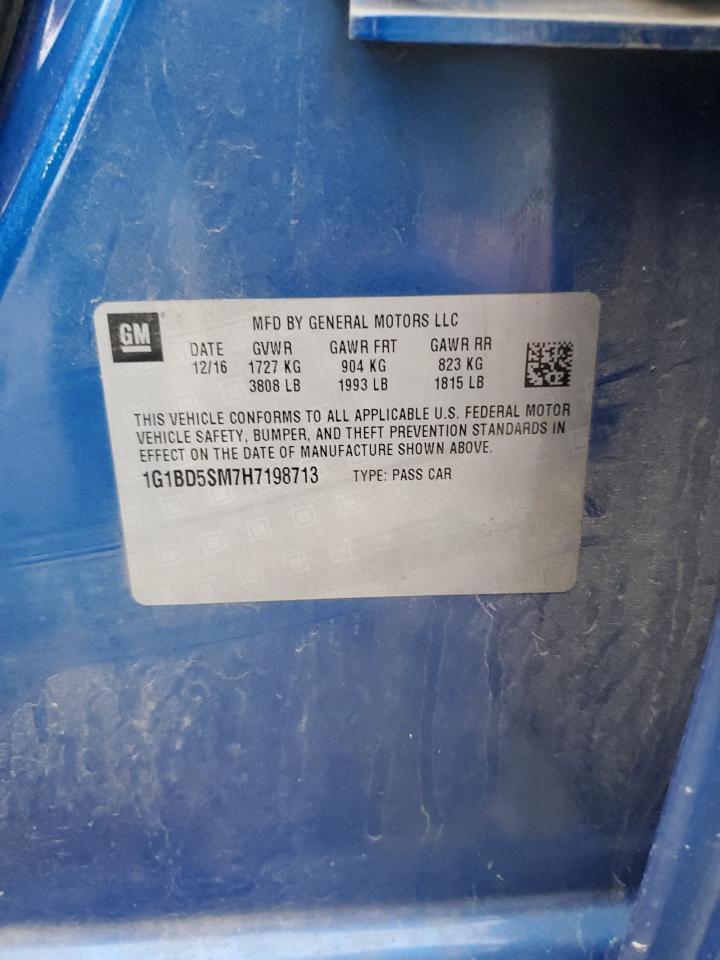 GM
MFD BY GENERAL MOTORS LLC
DATE GVWR GAWR FRT GAWR RR
12/16 1727 KG 904 KG 823 KG
3808 LB 1993 LB 1815 LB
THIS VEHICLE CONFORMS TO ALL APPLICABLE U.S. FEDERAL MOTOR
VEHICLE SAFETY, BUMPER, AND THEFT PREVENTION STANDARDS IN
EFFECT ON THE DATE OF MANUFACTURE SHOWN ABOVE.
1G1BD5SM7H7198713 TYPE: PASS CAR